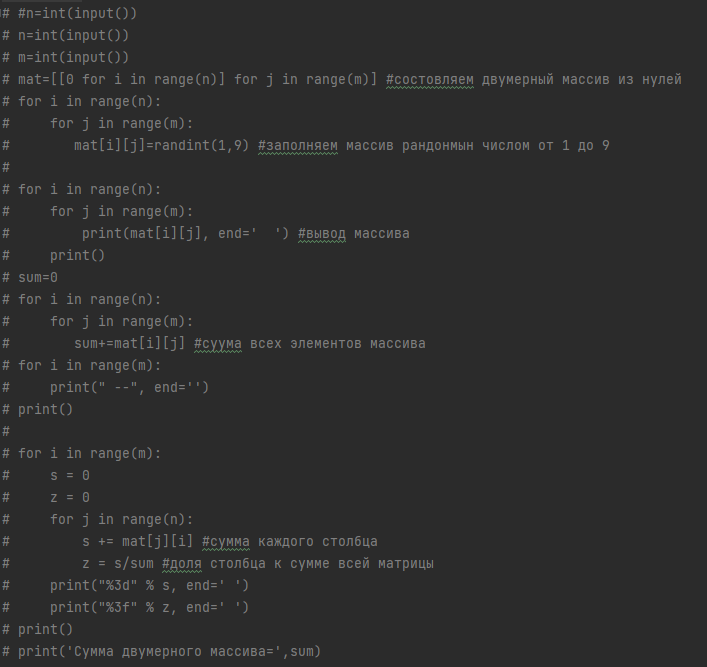 # #n=int(input())
# n=int(input())
# m=int(input())
# mat=[[0 for i in range(n)] for j in range(m)] #состовляем двумерный массив из нулей
# for i in range(n):
#     for j in range(m):
#        mat[i][j]=randint(1,9) #заполняем массив рандонмын числом от 1 до 9
#
# for i in range(n):
#     for j in range(m):
#         print(mat[i][j], end='  ') #вывод массива
#     print()
# sum=0
# for i in range(n):
#     for j in range(m):
#        sum+=mat[i][j] #суума всех элементов массива
# for i in range(m):
#     print(" --", end='')
# print()
#
# for i in range(m):
#     s = 0
#     z = 0
#     for j in range(n):
#         s += mat[j][i] #сумма каждого столбца
#         z = s/sum #доля столбца к сумме всей матрицы
#     print("%3d" % s, end=' ')
#     print("%3f" % z, end=' ')
# print()
# print('Сумма двумерного массива=',sum)